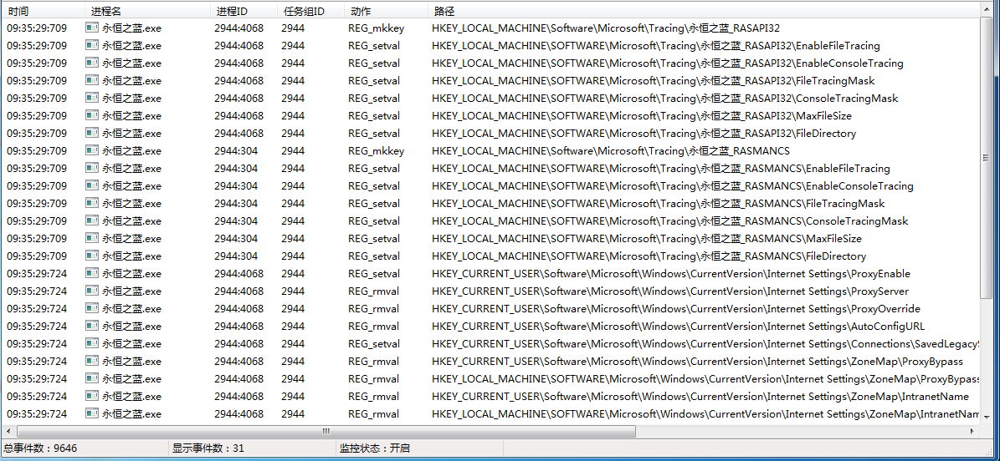 时间 进程名 进程ID 任务组ID 动作 路径
09:35:29:709 永恒之蓝.exe 2944:4068 2944 REG_mkkey HKEY_LOCAL_MACHINE\Software\Microsoft\Tracing\永恒之蓝_RASAPI32
09:35:29:709 永恒之蓝.exe 2944:4068 2944 REG_setval HKEY_LOCAL_MACHINE\SOFTWARE\Microsoft\Tracing\永恒之蓝_RASAPI32\EnableFileTracing
09:35:29:709 永恒之蓝.exe 2944:4068 2944 REG_setval HKEY_LOCAL_MACHINE\SOFTWARE\Microsoft\Tracing\永恒之蓝_RASAPI32\EnableConsoleTracing
09:35:29:709 永恒之蓝.exe 2944:4068 2944 REG_setval HKEY_LOCAL_MACHINE\SOFTWARE\Microsoft\Tracing\永恒之蓝_RASAPI32\FileTracingMask
09:35:29:709 永恒之蓝.exe 2944:4068 2944 REG_setval HKEY_LOCAL_MACHINE\SOFTWARE\Microsoft\Tracing\永恒之蓝_RASAPI32\ConsoleTracingMask
09:35:29:709 永恒之蓝.exe 2944:4068 2944 REG_setval HKEY_LOCAL_MACHINE\SOFTWARE\Microsoft\Tracing\永恒之蓝_RASAPI32\MaxFileSize
09:35:29:709 永恒之蓝.exe 2944:4068 2944 REG_setval HKEY_LOCAL_MACHINE\SOFTWARE\Microsoft\Tracing\永恒之蓝_RASAPI32\FileDirectory
09:35:29:709 永恒之蓝.exe 2944:304 2944 REG_mkkey HKEY_LOCAL_MACHINE\Software\Microsoft\Tracing\永恒之蓝_RASMANCS
09:35:29:709 永恒之蓝.exe 2944:304 2944 REG_setval HKEY_LOCAL_MACHINE\SOFTWARE\Microsoft\Tracing\永恒之蓝_RASMANCS\EnableFileTracing
09:35:29:709 永恒之蓝.exe 2944:304 2944 REG_setval HKEY_LOCAL_MACHINE\SOFTWARE\Microsoft\Tracing\永恒之蓝_RASMANCS\EnableConsoleTracing
09:35:29:709 永恒之蓝.exe 2944:304 2944 REG_setval HKEY_LOCAL_MACHINE\SOFTWARE\Microsoft\Tracing\永恒之蓝_RASMANCS\FileTracingMask
09:35:29:709 永恒之蓝.exe 2944:304 2944 REG_setval HKEY_LOCAL_MACHINE\SOFTWARE\Microsoft\Tracing\永恒之蓝_RASMANCS\ConsoleTracingMask
09:35:29:709 永恒之蓝.exe 2944:304 2944 REG_setval HKEY_LOCAL_MACHINE\SOFTWARE\Microsoft\Tracing\永恒之蓝_RASMANCS\MaxFileSize
09:35:29:709 永恒之蓝.exe 2944:304 2944 REG_setval HKEY_LOCAL_MACHINE\SOFTWARE\Microsoft\Tracing\永恒之蓝_RASMANCS\FileDirectory
09:35:29:724 永恒之蓝.exe 2944:4068 2944 REG_setval HKEY_CURRENT_USER\Software\Microsoft\Windows\CurrentVersion\Internet Settings\ProxyEnable
09:35:29:724 永恒之蓝.exe 2944:4068 2944 REG_rmval HKEY_CURRENT_USER\Software\Microsoft\Windows\CurrentVersion\Internet Settings\ProxyServer
09:35:29:724 永恒之蓝.exe 2944:4068 2944 REG_rmval HKEY_CURRENT_USER\Software\Microsoft\Windows\CurrentVersion\Internet Settings\ProxyOverride
09:35:29:724 永恒之蓝.exe 2944:4068 2944 REG_rmval HKEY_CURRENT_USER\Software\Microsoft\Windows\CurrentVersion\Internet Settings\AutoConfigURL
09:35:29:724 永恒之蓝.exe 2944:4068 2944 REG_setval HKEY_CURRENT_USER\Software\Microsoft\Windows\CurrentVersion\Internet Settings\Connections\SavedLegacyS
09:35:29:724 永恒之蓝.exe 2944:4068 2944 REG_rmval HKEY_CURRENT_USER\Software\Microsoft\Windows\CurrentVersion\Internet Settings\ZoneMap\ProxyBypass
09:35:29:724 永恒之蓝.exe 2944:4068 2944 REG_rmval HKEY_LOCAL_MACHINE\Software\Microsoft\Windows\CurrentVersion\Internet Settings\ZoneMap\ProxyBypass
09:35:29:724 永恒之蓝.exe 2944:4068 2944 REG_rmval HKEY_CURRENT_USER\Software\Microsoft\Windows\CurrentVersion\Internet Settings\ZoneMap\IntranetName
09:35:29:724 永恒之蓝.exe 2944:4068 2944 REG_rmval HKEY_LOCAL_MACHINE\Software\Microsoft\Windows\CurrentVersion\Internet Settings\ZoneMap\IntranetNam
总事件数：9646 显示事件数：31 监控状态：开启